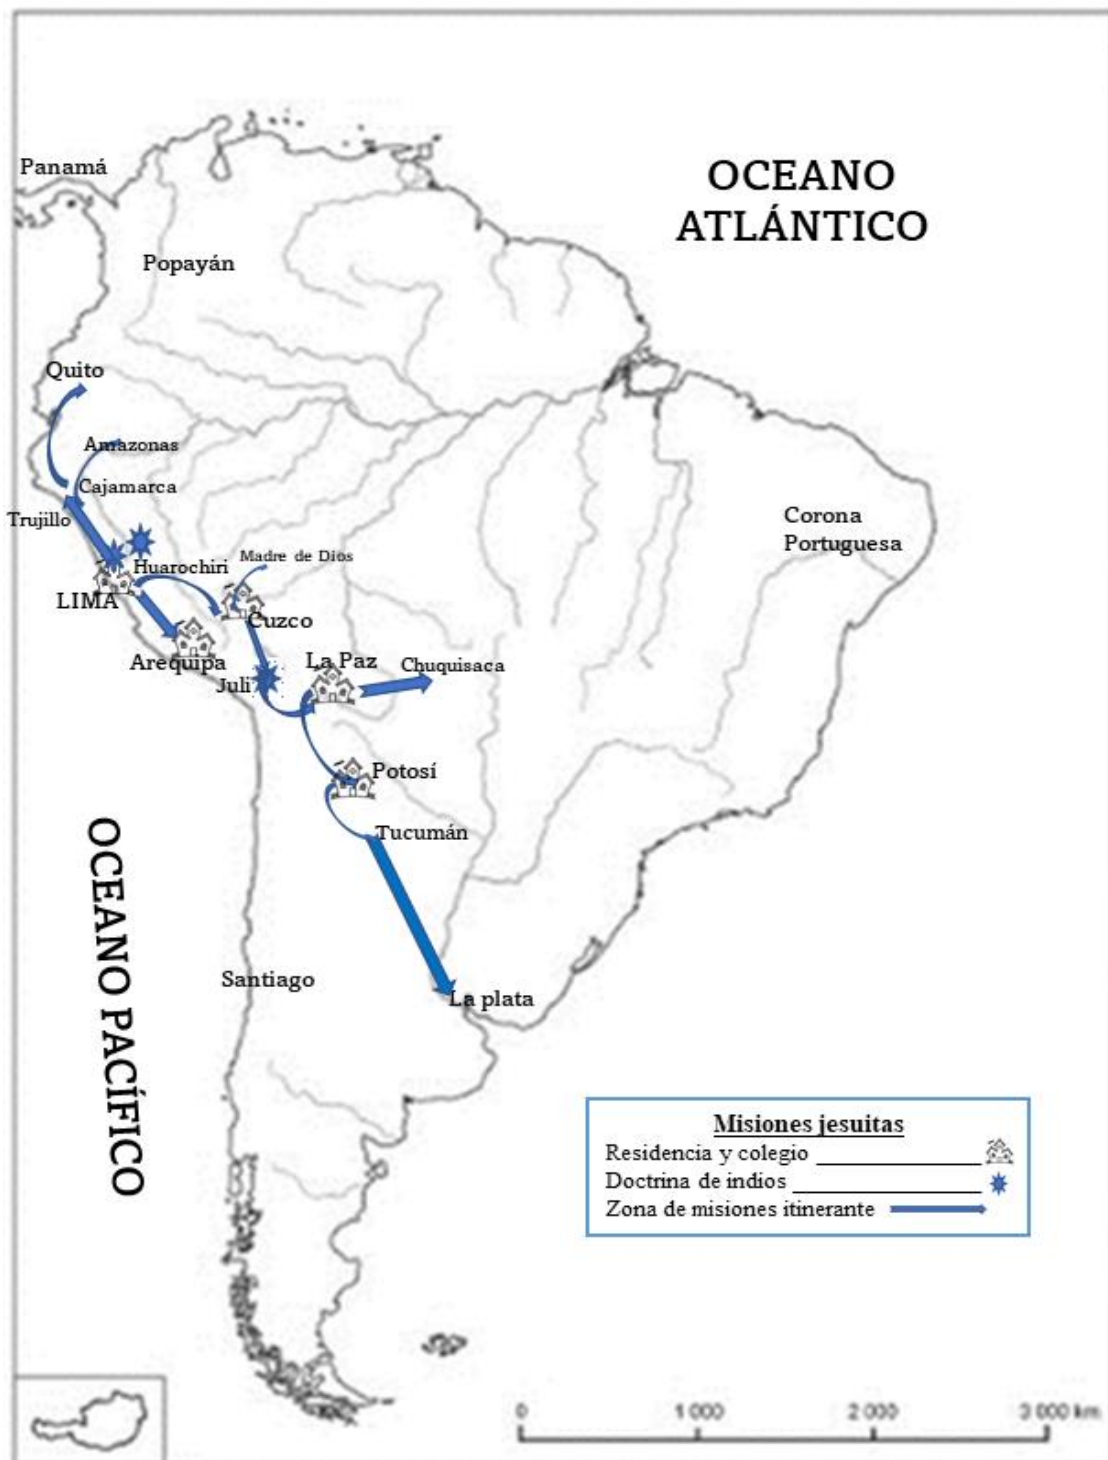 Panamá
OCEANO
ATLÁNTICO
Popayán
Quito
Amazonas
Cajamarca
Trujillo
Corona
Portuguesa
Huarochiri
Madre de Dios
LIMA
Cuzco
Arequipa
La Paz
Chuquisaca
Juli
Potosí
Tucumán
OCEANO PACÍFICO
Santiago
La plata
Misiones jesuitas
Residencia y colegio
Doctrina de indios
Zona de misiones itinerante
0 1 000 2 000 3 000 km